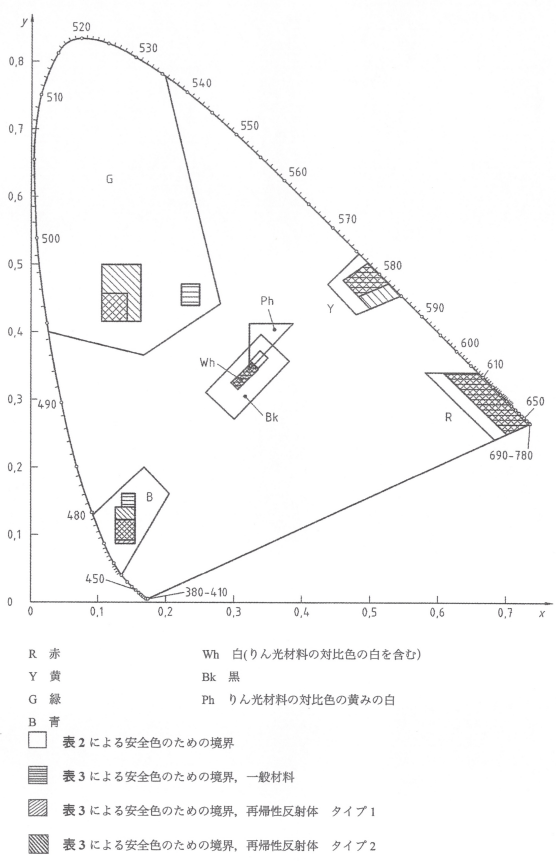 y
520
530
0,8
540
510
0,7
550
G
560
0,6
570
500
0,5
580
Y
590
Ph
0,4
600
Wh
610
490
0,3
650
Bk
R
690-780
0,2
B
480
0,1
450
380-410
0
0 0,1 0,2 0,3 0,4 0,5 0,6 0,7 x
R 赤
Wh 白(りん光材料の対比色の白を含む)
Y 黄
Bk 黒
G 緑
Ph りん光材料の対比色の黄みの白
B 青
表2による安全色のための境界
表3による安全色のための境界，一般材料
表3による安全色のための境界，再帰性反射体 タイプ1
表3による安全色のための境界，再帰性反射体 タイプ2